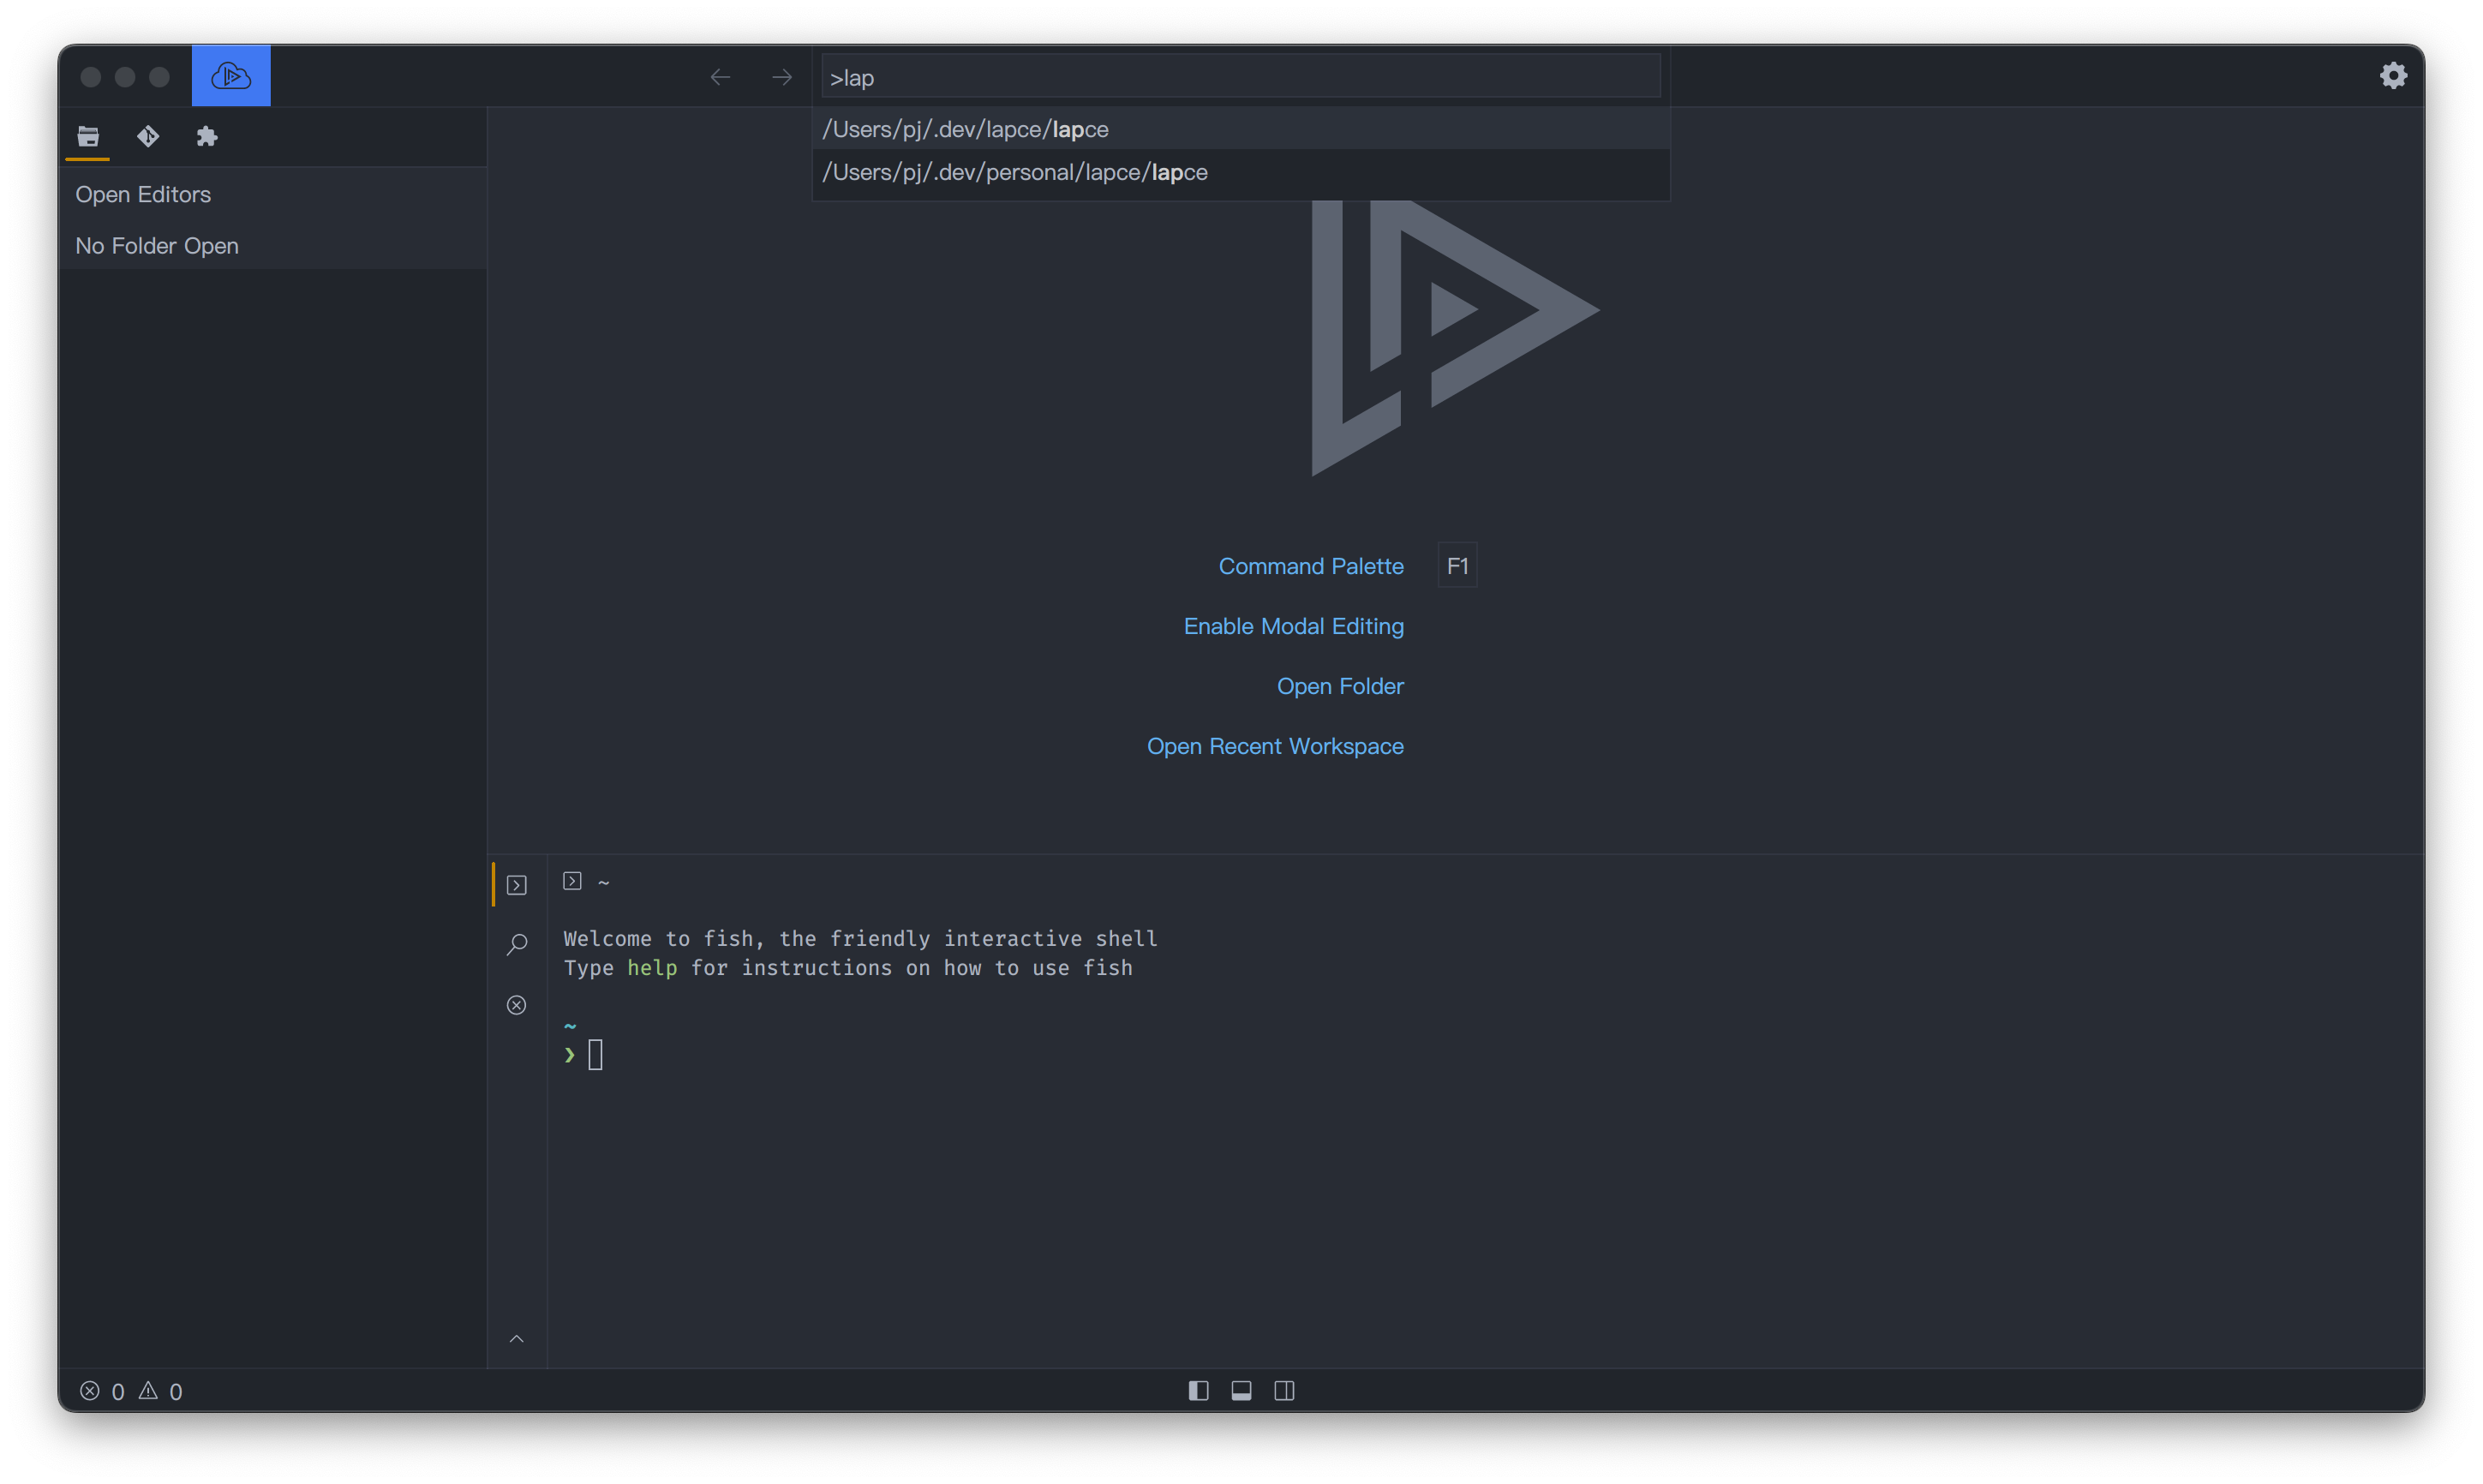 >lap
/Users/pj/.dev/lapce/lapce
/Users/pj/.dev/personal/lapce/lapce
Open Editors
No Folder Open
Command Palette F1
Enable Modal Editing
Open Folder
Open Recent Workspace
~
Welcome to fish, the friendly interactive shell
Type help for instructions on how to use fish
~
❯
0 0